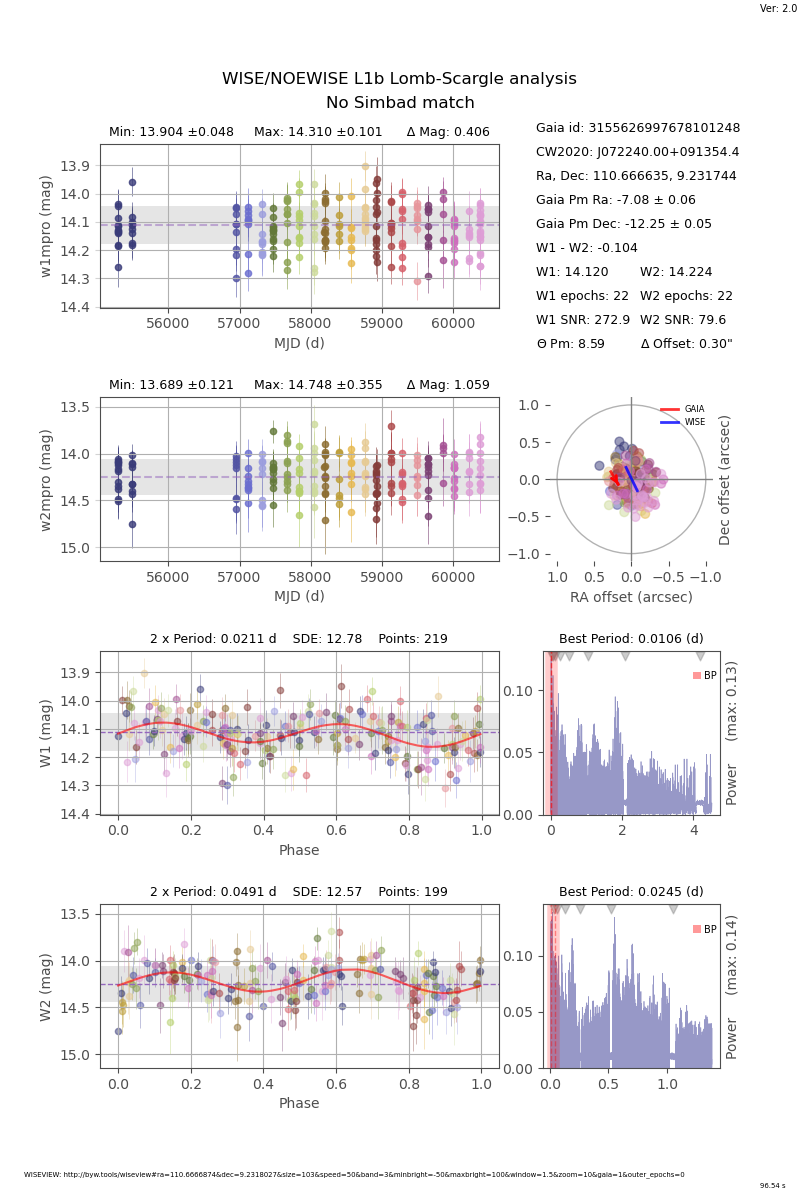 Ver: 2.0
WISE/NOEWISE L1b Lomb-Scargle analysis
No Simbad match
Min: 13.904 ±0.048 Max: 14.310 ±0.101 Δ Mag: 0.406
w1mpro (mag)
13.9
14.0
14.1
14.2
14.3
14.4
56000 57000 58000 59000 60000
MJD (d)
Gaia id: 3155626997678101248
CW2020: J072240.00+091354.4
Ra, Dec: 110.666635, 9.231744
Gaia Pm Ra: -7.08 ± 0.06
Gaia Pm Dec: -12.25 ± 0.05
W1 - W2: -0.104
W1: 14.120 W2: 14.224
W1 epochs: 22 W2 epochs: 22
W1 SNR: 272.9 W2 SNR: 79.6
Θ Pm: 8.59 Δ Offset: 0.30"
Min: 13.689 ±0.121 Max: 14.748 ±0.355 Δ Mag: 1.059
w2mpro (mag)
13.5
14.0
14.5
15.0
56000 57000 58000 59000 60000
MJD (d)
GAIA
WISE
1.0
0.5
0.0
−0.5
−1.0
1.0 0.5 0.0 −0.5 −1.0
RA offset (arcsec)
Dec offset (arcsec)
2 x Period: 0.0211 d SDE: 12.78 Points: 219
W1 (mag)
13.9
14.0
14.1
14.2
14.3
14.4
0.0 0.2 0.4 0.6 0.8 1.0
Phase
Best Period: 0.0106 (d)
BP
0.10
0.05
0.00
0 2 4
Power (max: 0.13)
2 x Period: 0.0491 d SDE: 12.57 Points: 199
W2 (mag)
13.5
14.0
14.5
15.0
0.0 0.2 0.4 0.6 0.8 1.0
Phase
Best Period: 0.0245 (d)
BP
0.10
0.05
0.00
0.0 0.5 1.0
Power (max: 0.14)
WISEVIEW: http://byw.tools/wiseview#ra=110.6666874&dec=9.2318027&size=103&speed=50&band=3&minbright=-50&maxbright=100&window=1.5&zoom=10&gaia=1&outer_epochs=0
96.54 s